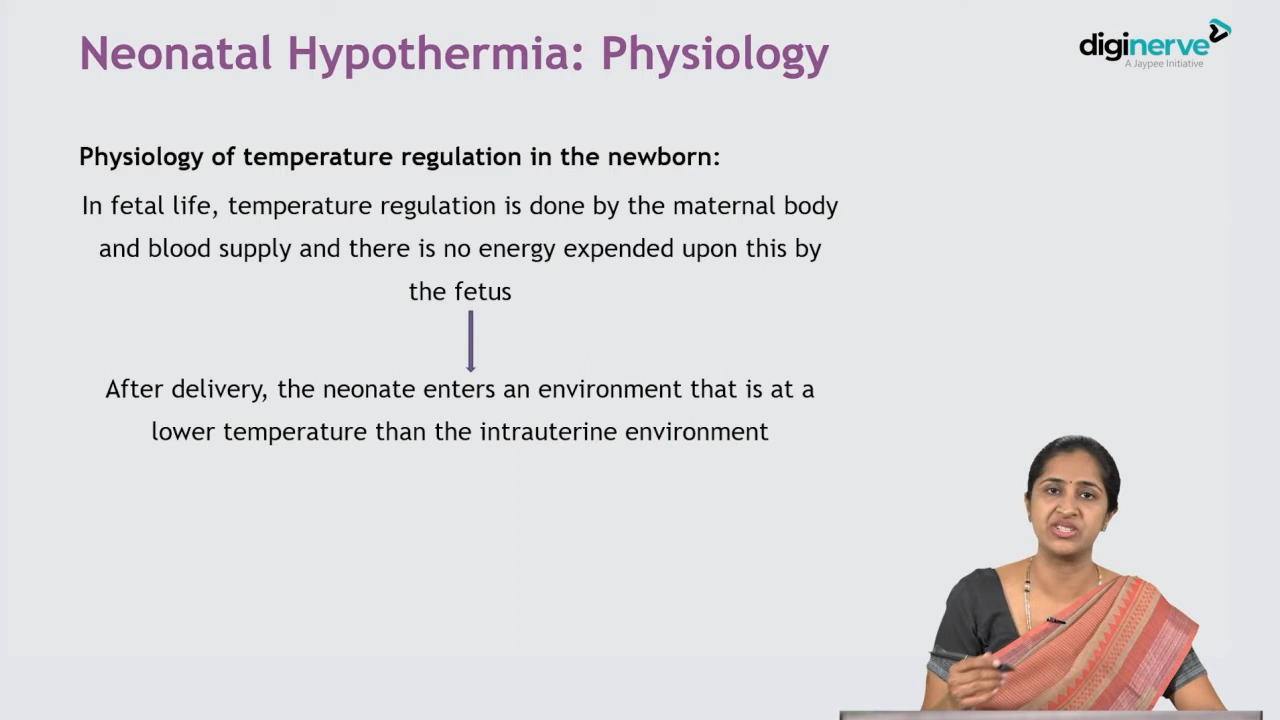 Neonatal Hypothermia: Physiology
diginerve
A Jaypee Initiative
Physiology of temperature regulation in the newborn:
In fetal life, temperature regulation is done by the maternal body
and blood supply and there is no energy expended upon this by
the fetus
After delivery, the neonate enters an environment that is at a
lower temperature than the intrauterine environment